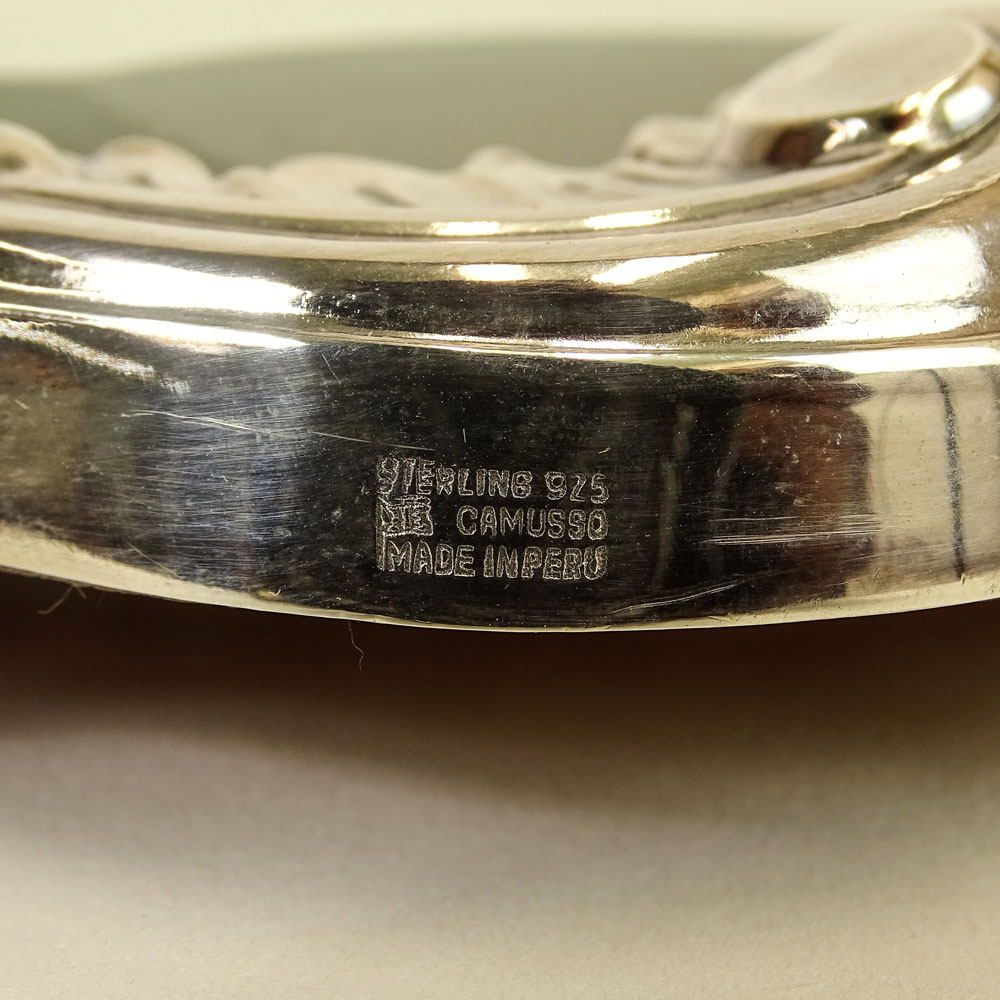 STERLING 925
CAMUSSO
MADE IN PERU